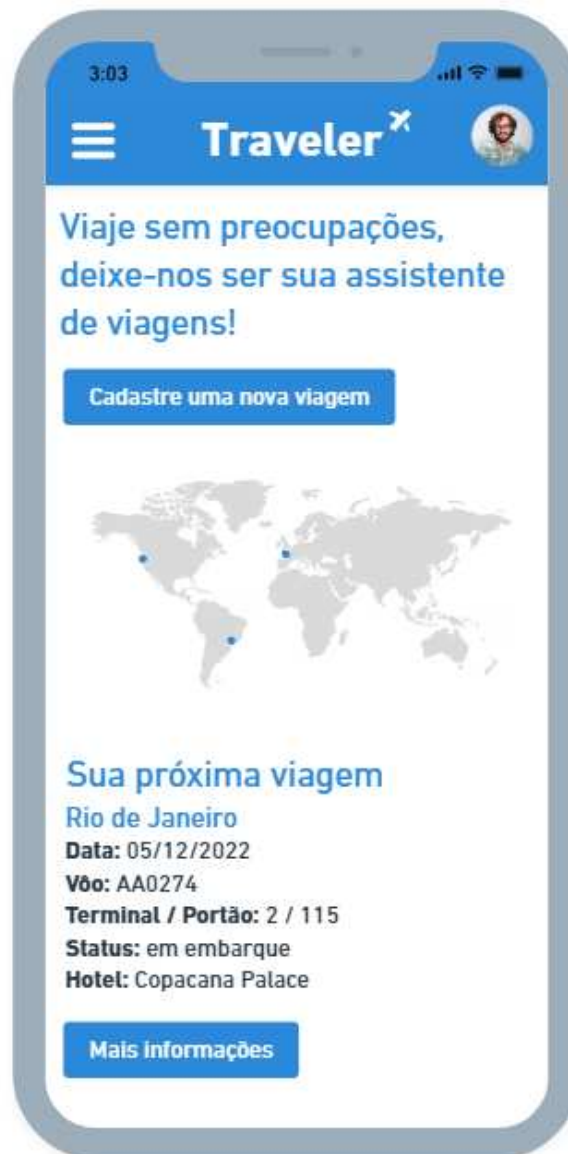 3:03
Traveler
Viaje sem preocupações,
deixe-nos ser sua assistente
de viagens!
Cadastre uma nova viagem
Sua próxima viagem
Rio de Janeiro
Data: 05/12/2022
Vôo: AA0274
Terminal / Portão: 2 / 115
Status: em embarque
Hotel: Copacana Palace
Mais informações